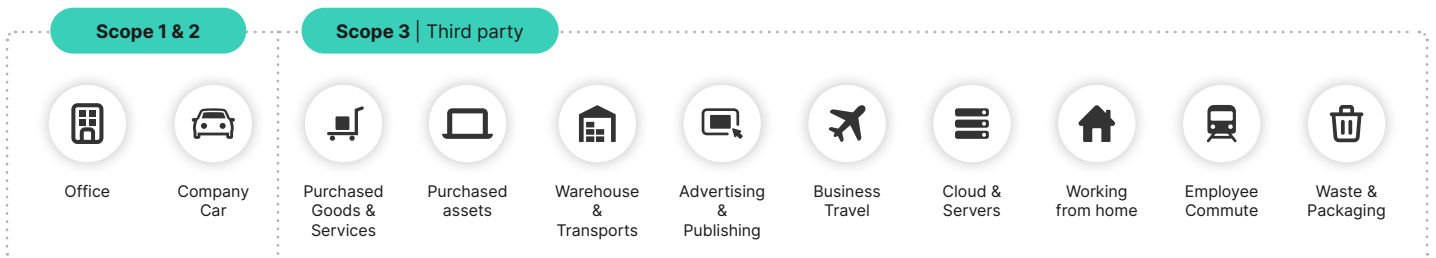 Scope 1 & 2
Scope 3 | Third party
Office
Company
Car
Purchased
Goods &
Services
Purchased
assets
Warehouse
&
Transports
Advertising
&
Publishing
Business
Travel
Cloud &
Servers
Working
from home
Employee
Commute
Waste &
Packaging